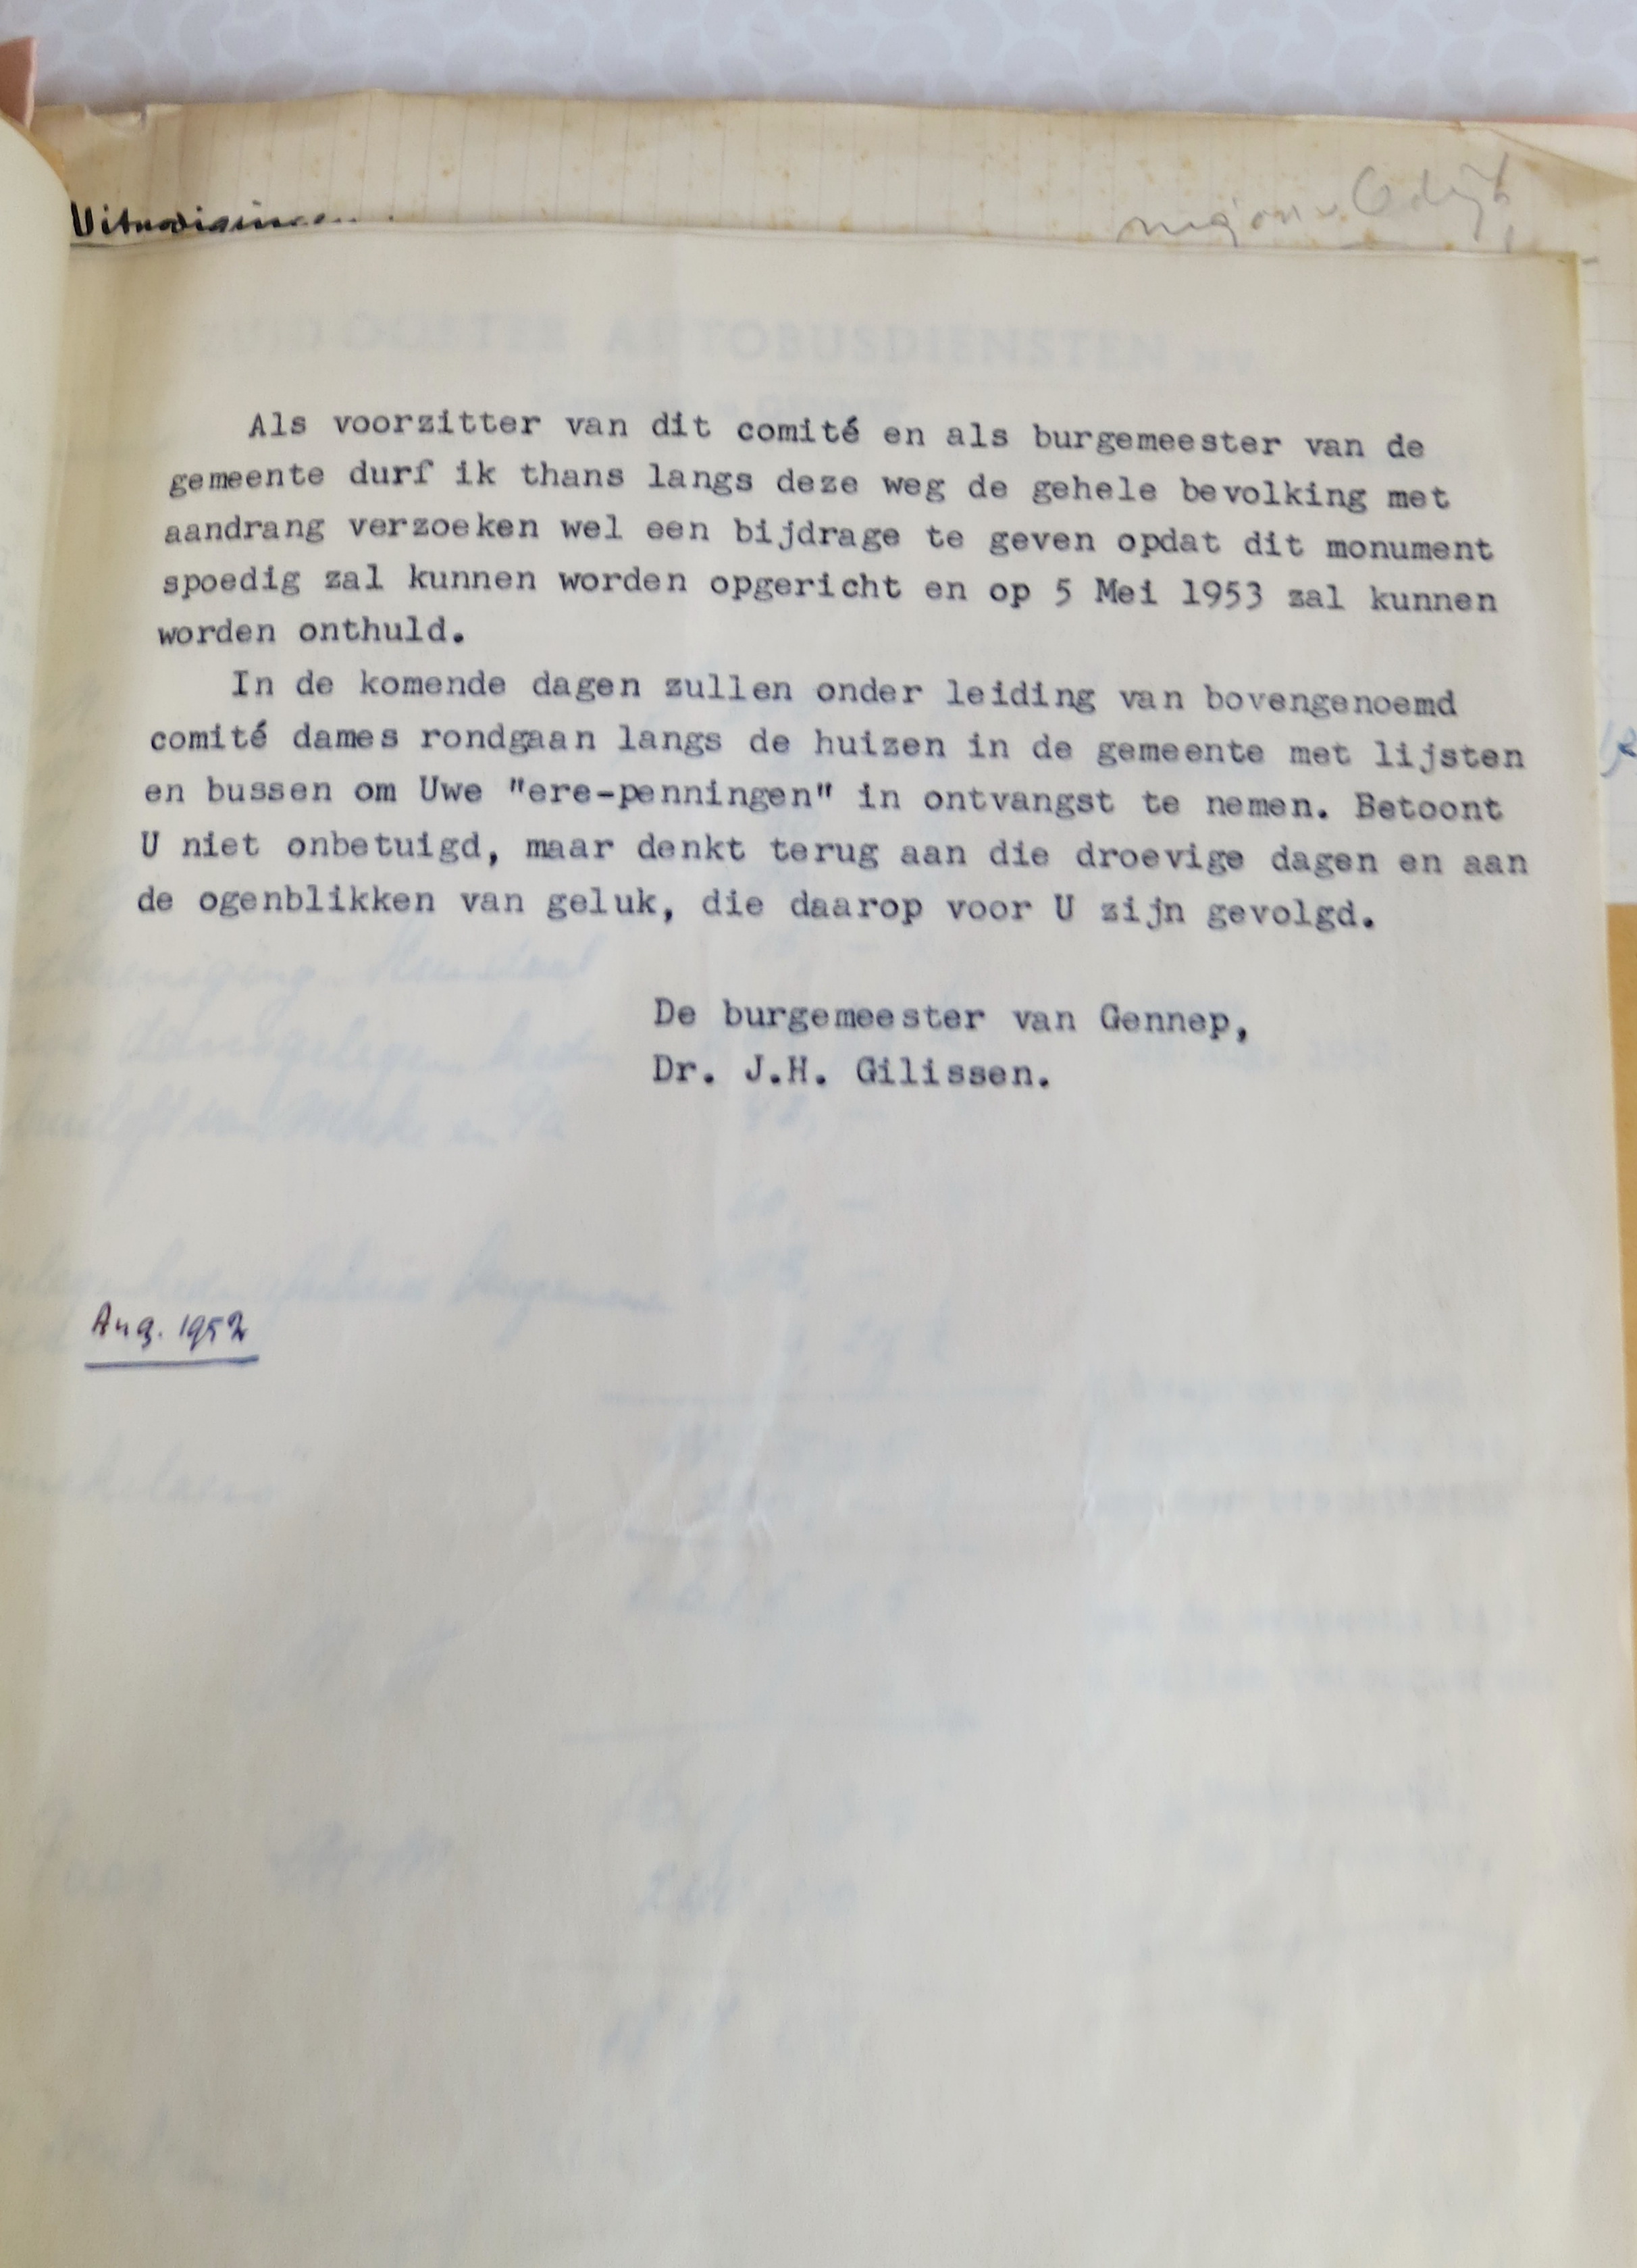 Uitnodigingen
Als voorzitter van dit comité en als burgemeester van de
gemeente durf ik thans langs deze weg de gehele bevolking met
aandrang verzoeken wel een bijdrage te geven opdat dit monument
spoedig zal kunnen worden opgericht en op 5 Mei 1953 zal kunnen
worden onthuld.
In de komende dagen zullen onder leiding van bovengenoemd
comité dames rondgaan langs de huizen in de gemeente met lijsten
en bussen om Uwe "ere-penningen" in ontvangst te nemen. Betoont
U niet onbetuigd, maar denkt terug aan die droevige dagen en aan
de ogenblikken van geluk, die daarop voor U zijn gevolgd.
De burgemeester van Gennep,
Dr. J.H. Gilissen.
Aug. 1952